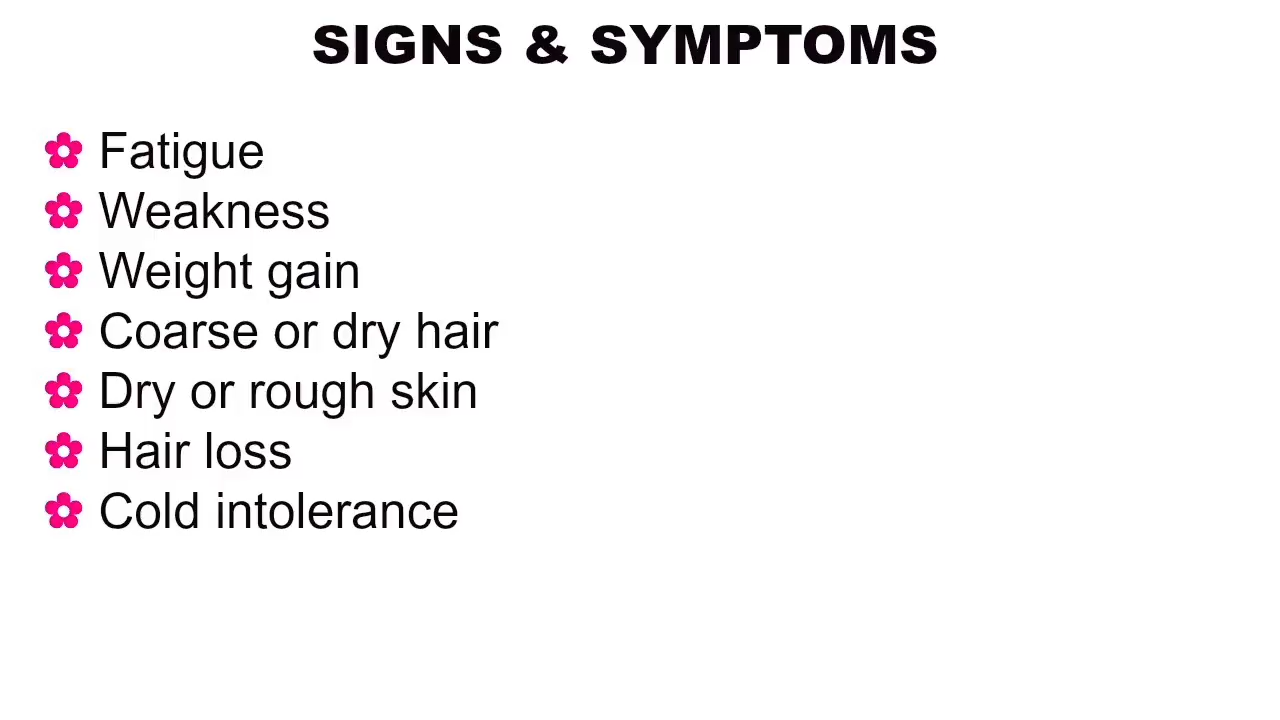 SIGNS & SYMPTOMS
Fatigue
Weakness
Weight gain
Coarse or dry hair
Dry or rough skin
Hair loss
Cold intolerance